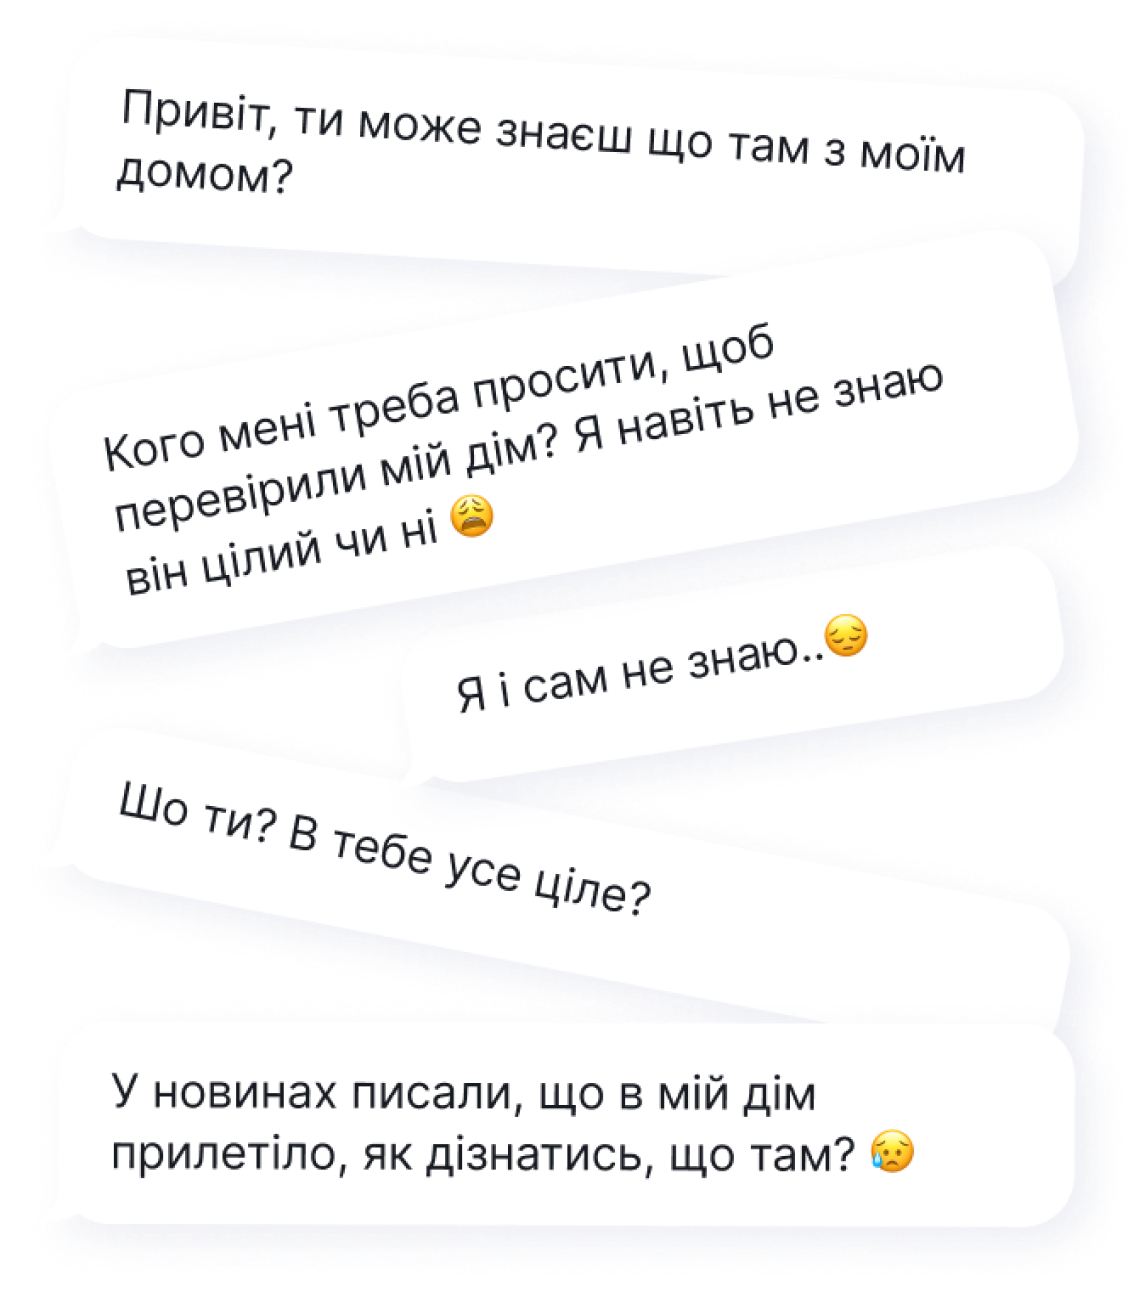 Привіт, ти може знаєш що там з моїм
домом?
Кого мені треба просити, щоб
перевірили мій дім? Я навіть не знаю
він цілий чи ні 😩
Я і сам не знаю..😔
Шо ти? В тебе усе ціле?
У новинах писали, що в мій дім
прилетіло, як дізнатись, що там? 😥